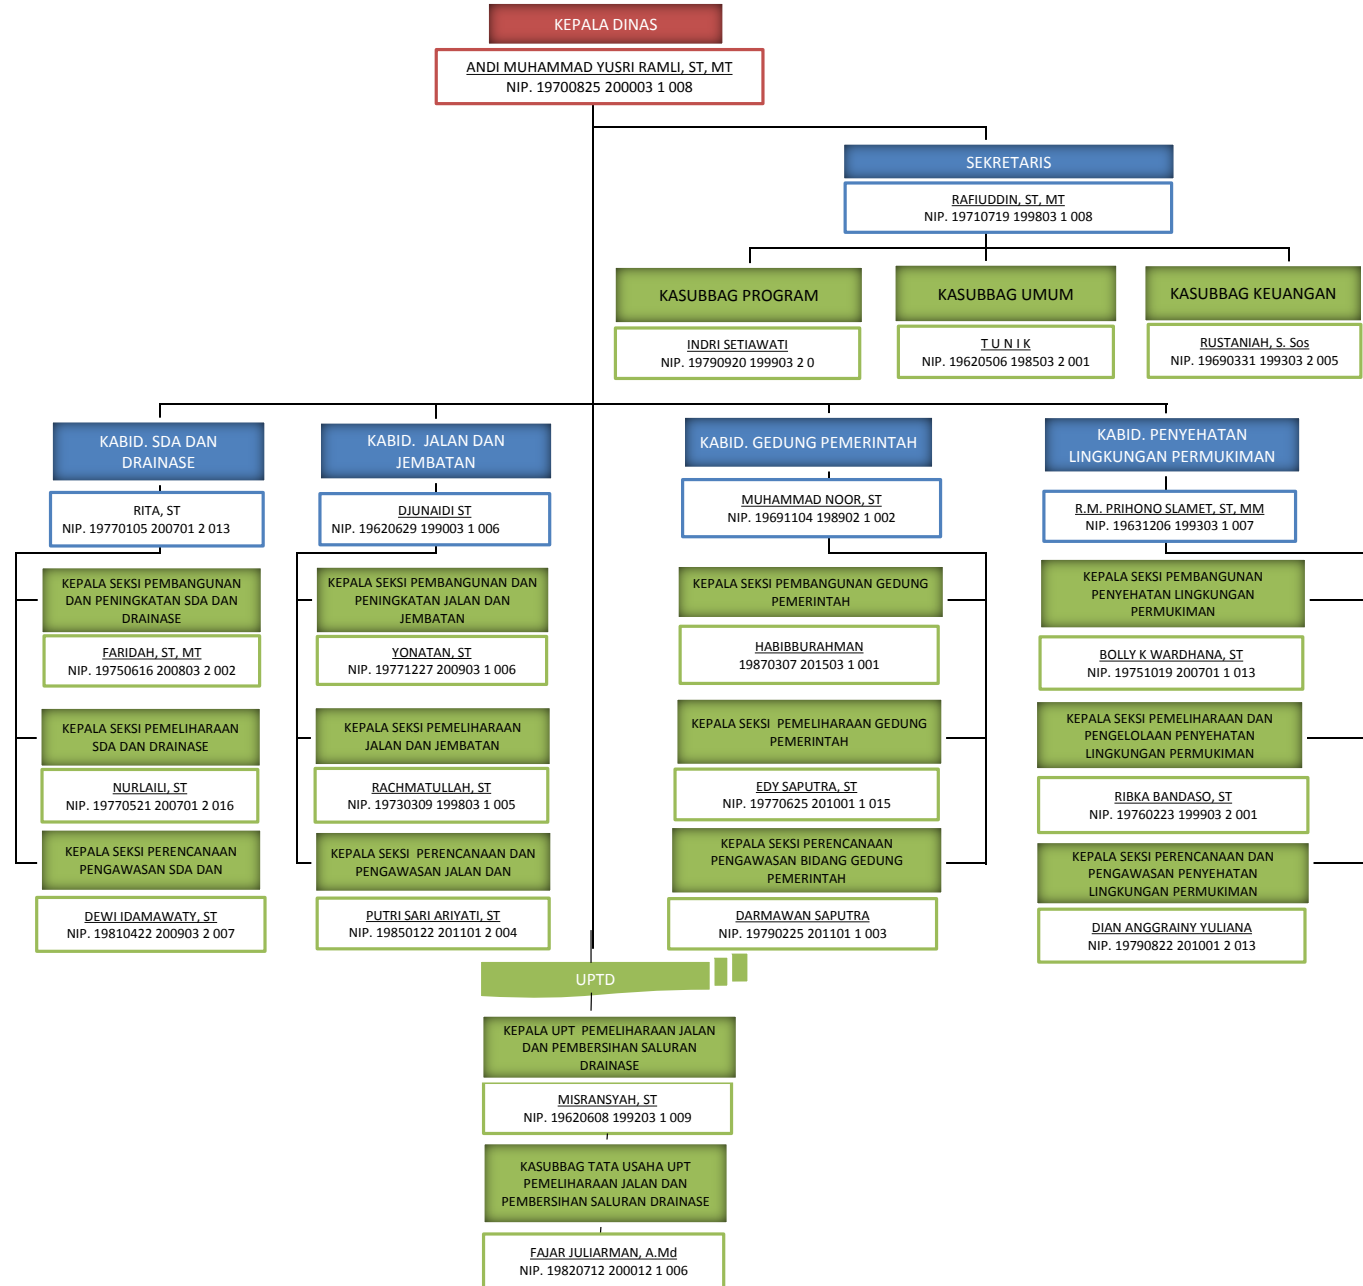 KEPALA DINAS
ANDI MUHAMMAD YUSRI RAMLI, ST, MT
NIP. 19700825 200003 1 008
SEKRETARIS
RAFIUDDIN, ST, MT
NIP. 19710719 199803 1 008
KASUBBAG PROGRAM
INDRI SETIAWATI
NIP. 19790920 199903 2 0
KASUBBAG UMUM
T U N I K
NIP. 19620506 198503 2 001
KASUBBAG KEUANGAN
RUSTANIAH, S. Sos
NIP. 19690331 199303 2 005
KABID. SDA DAN
DRAINASE
RITA, ST
NIP. 19770105 200701 2 013
KEPALA SEKSI PEMBANGUNAN
DAN PENINGKATAN SDA DAN
DRAINASE
FARIDAH, ST, MT
NIP. 19750616 200803 2 002
KEPALA SEKSI PEMELIHARAAN
SDA DAN DRAINASE
NURLAILI, ST
NIP. 19770521 200701 2 016
KEPALA SEKSI PERENCANAAN
PENGAWASAN SDA DAN
DEWI IDAMAWATY, ST
NIP. 19810422 200903 2 007
KABID. JALAN DAN
JEMBATAN
DJUNAIDI ST
NIP. 19620629 199003 1 006
KEPALA SEKSI PEMBANGUNAN DAN
PENINGKATAN JALAN DAN
JEMBATAN
YONATAN, ST
NIP. 19771227 200903 1 006
KEPALA SEKSI PEMELIHARAAN
JALAN DAN JEMBATAN
RACHMATULLAH, ST
NIP. 19730309 199803 1 005
KEPALA SEKSI PERENCANAAN DAN
PENGAWASAN JALAN DAN
PUTRI SARI ARIYATI, ST
NIP. 19850122 201101 2 004
KABID. GEDUNG PEMERINTAH
MUHAMMAD NOOR, ST
NIP. 19691104 198902 1 002
KEPALA SEKSI PEMBANGUNAN GEDUNG
PEMERINTAH
HABIBBURAHMAN
19870307 201503 1 001
KEPALA SEKSI PEMELIHARAAN GEDUNG
PEMERINTAH
EDY SAPUTRA, ST
NIP. 19770625 201001 1 015
KEPALA SEKSI PERENCANAAN
PENGAWASAN BIDANG GEDUNG
PEMERINTAH
DARMAWAN SAPUTRA
NIP. 19790225 201101 1 003
KABID. PENYEHATAN
LINGKUNGAN PERMUKIMAN
R.M. PRIHONO SLAMET, ST, MM
NIP. 19631206 199303 1 007
KEPALA SEKSI PEMBANGUNAN
PENYEHATAN LINGKUNGAN
PERMUKIMAN
BOLLY K WARDHANA, ST
NIP. 19751019 200701 1 013
KEPALA SEKSI PEMELIHARAAN DAN
PENGELOLAAN PENYEHATAN
LINGKUNGAN PERMUKIMAN
RIBKA BANDASO, ST
NIP. 19760223 199903 2 001
KEPALA SEKSI PERENCANAAN DAN
PENGAWASAN PENYEHATAN
LINGKUNGAN PERMUKIMAN
DIAN ANGGRAINY YULIANA
NIP. 19790822 201001 2 013
UPTD
KEPALA UPT PEMELIHARAAN JALAN
DAN PEMBERSIHAN SALURAN
DRAINASE
MISRANSYAH, ST
NIP. 19620608 199203 1 009
KASUBBAG TATA USAHA UPT
PEMELIHARAAN JALAN DAN
PEMBERSIHAN SALURAN DRAINASE
FAJAR JULIARMAN, A.Md
NIP. 19820712 200012 1 006